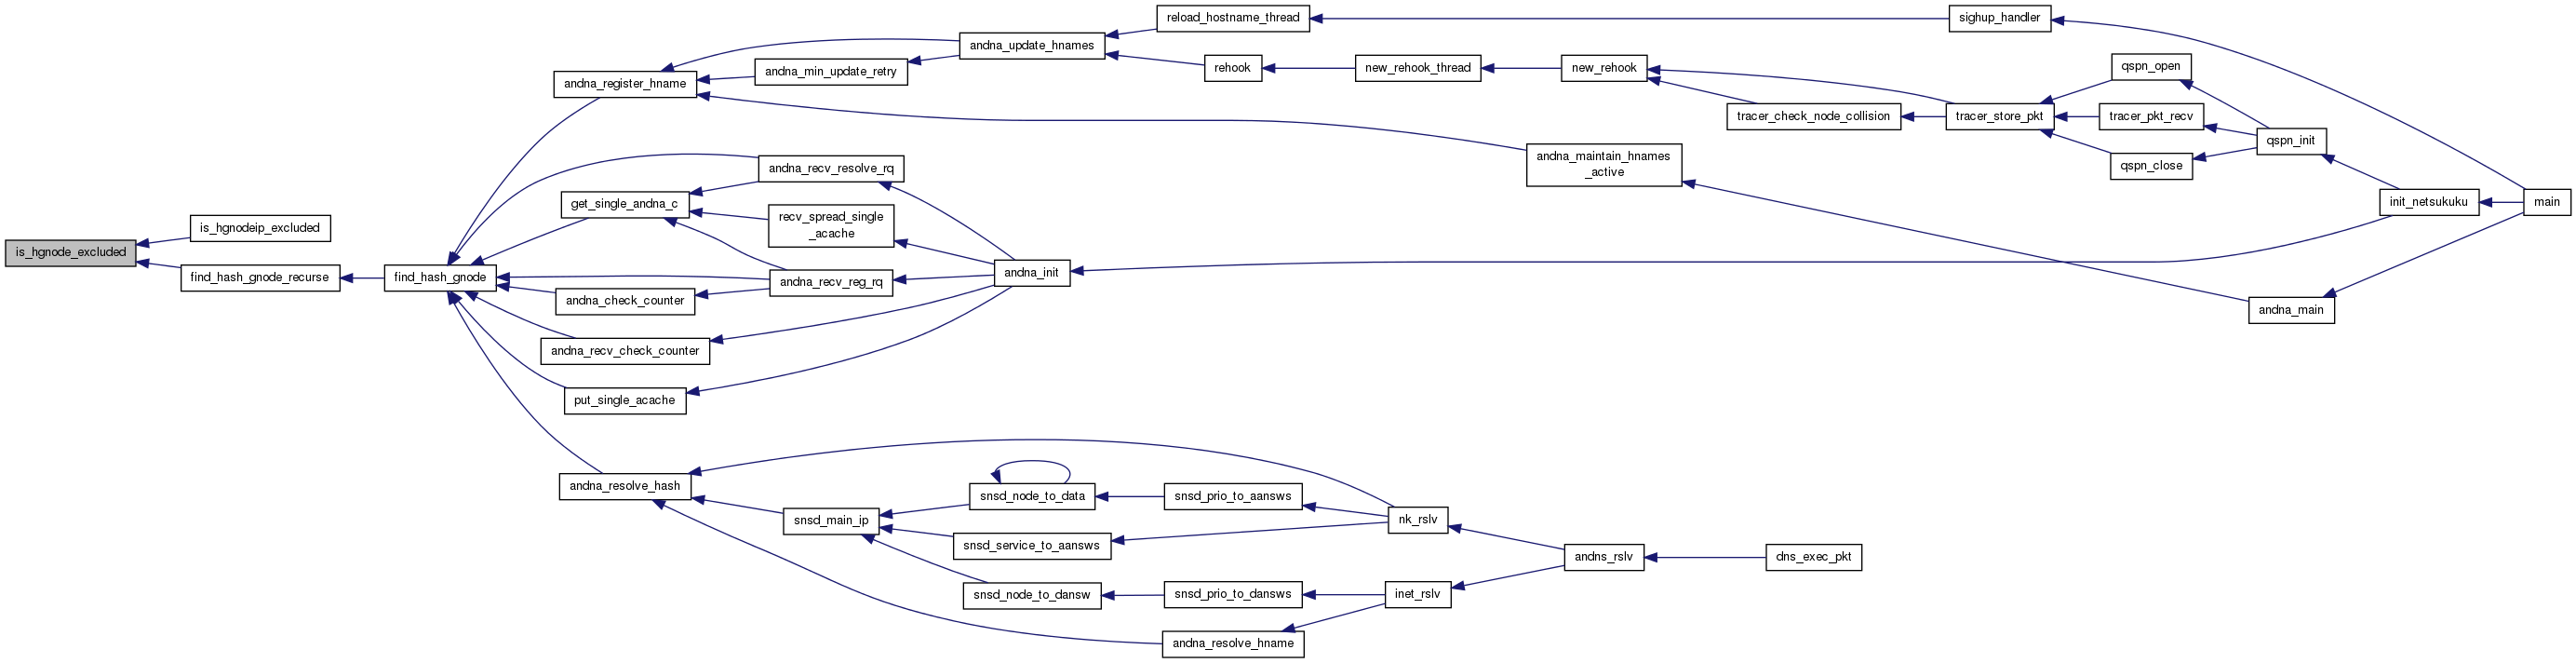 is_hgnode_excluded
is_hgnodeip_excluded
find_hash_gnode_recurse
find_hash_gnode
andna_register_hname
andna_min_update_retry
andna_update_hnames
reload_hostname_thread
sighup_handler
rehook
new_rehook_thread
new_rehook
tracer_check_node_collision
tracer_store_pkt
qspn_open
tracer_pkt_recv
qspn_close
qspn_init
init_netsukuku
main
andna_maintain_hnames
_active
andna_main
andna_recv_resolve_rq
get_single_andna_c
recv_spread_single
_acache
andna_recv_reg_rq
andna_init
andna_check_counter
andna_recv_check_counter
put_single_acache
andna_resolve_hash
snsd_main_ip
snsd_node_to_data
snsd_prio_to_aansws
snsd_service_to_aansws
nk_rslv
andns_rslv
dns_exec_pkt
snsd_node_to_dansw
snsd_prio_to_dansws
inet_rslv
andna_resolve_hname